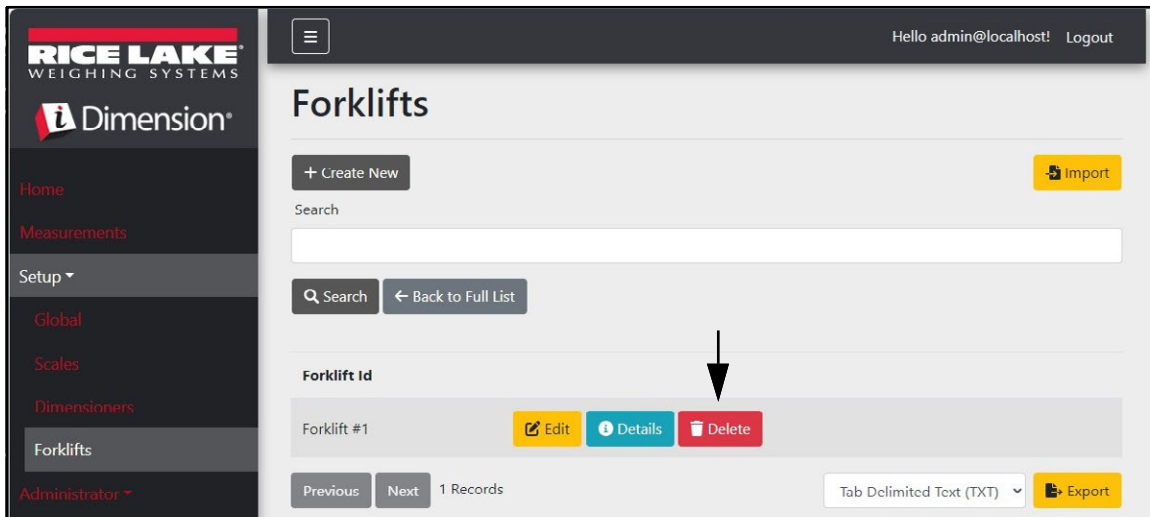 RICE LAKE®
WEIGHING SYSTEMS
i Dimension®
Home
Measurements
Setup
Global
Scales
Dimensioners
Forklifts
Administrator
Hello admin@localhost! Logout
Forklifts
+ Create New
Import
Search
Search
← Back to Full List
Forklift Id
Forklift #1 Edit Details Delete
Previous Next 1 Records Tab Delimited Text (TXT) Export